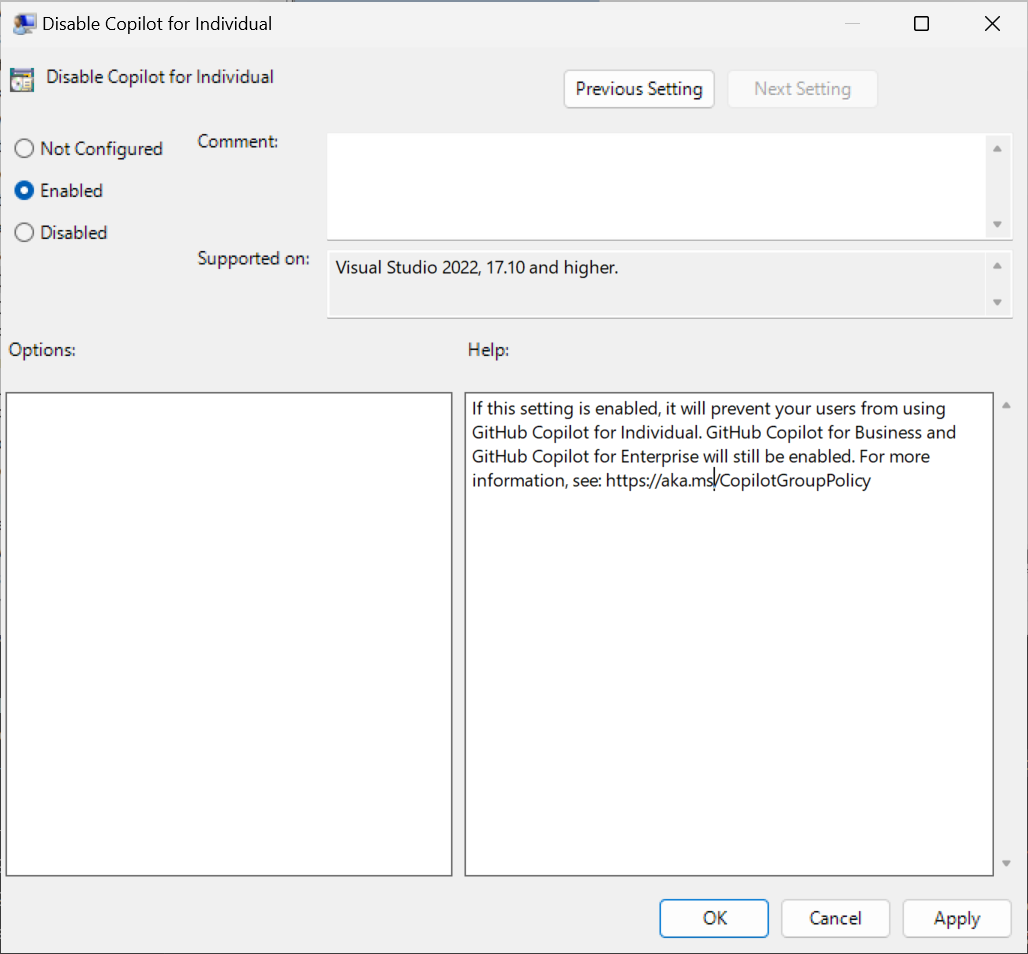 Disable Copilot for Individual
Disable Copilot for Individual
Previous Setting
Next Setting
Not Configured
Comment:
Enabled
Disabled
Supported on:
Visual Studio 2022, 17.10 and higher.
Options:
Help:
If this setting is enabled, it will prevent your users from using
GitHub Copilot for Individual. GitHub Copilot for Business and
GitHub Copilot for Enterprise will still be enabled. For more
information, see: https://aka.ms/CopilotGroupPolicy
OK
Cancel
Apply